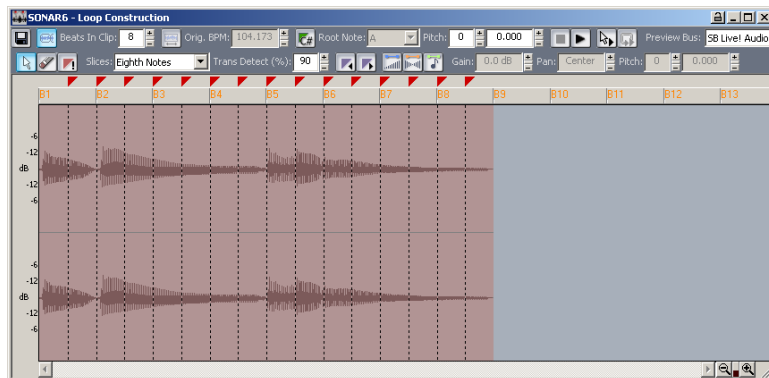 SONAR6 - Loop Construction
Beats In Clip: 8 Orig. BPM: 104.173 C# Root Note: A Pitch: 0 0.000 Preview Bus: SB Live! Audio
Slices: Eighth Notes Trans Detect (%): 90 Gain: 0.0 dB Pan: Center Pitch: 0 0.000
B1 B2 B3 B4 B5 B6 B7 B8 B9 B10 B11 B12 B13
-6
-12
dB
-12
-6
-6
-12
dB
-12
-6